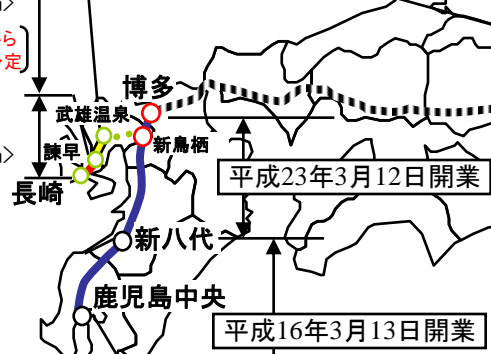 から
定
博多
武雄温泉
新鳥栖
諫早
長崎
平成23年3月12日開業
新八代
鹿児島中央
平成16年3月13日開業